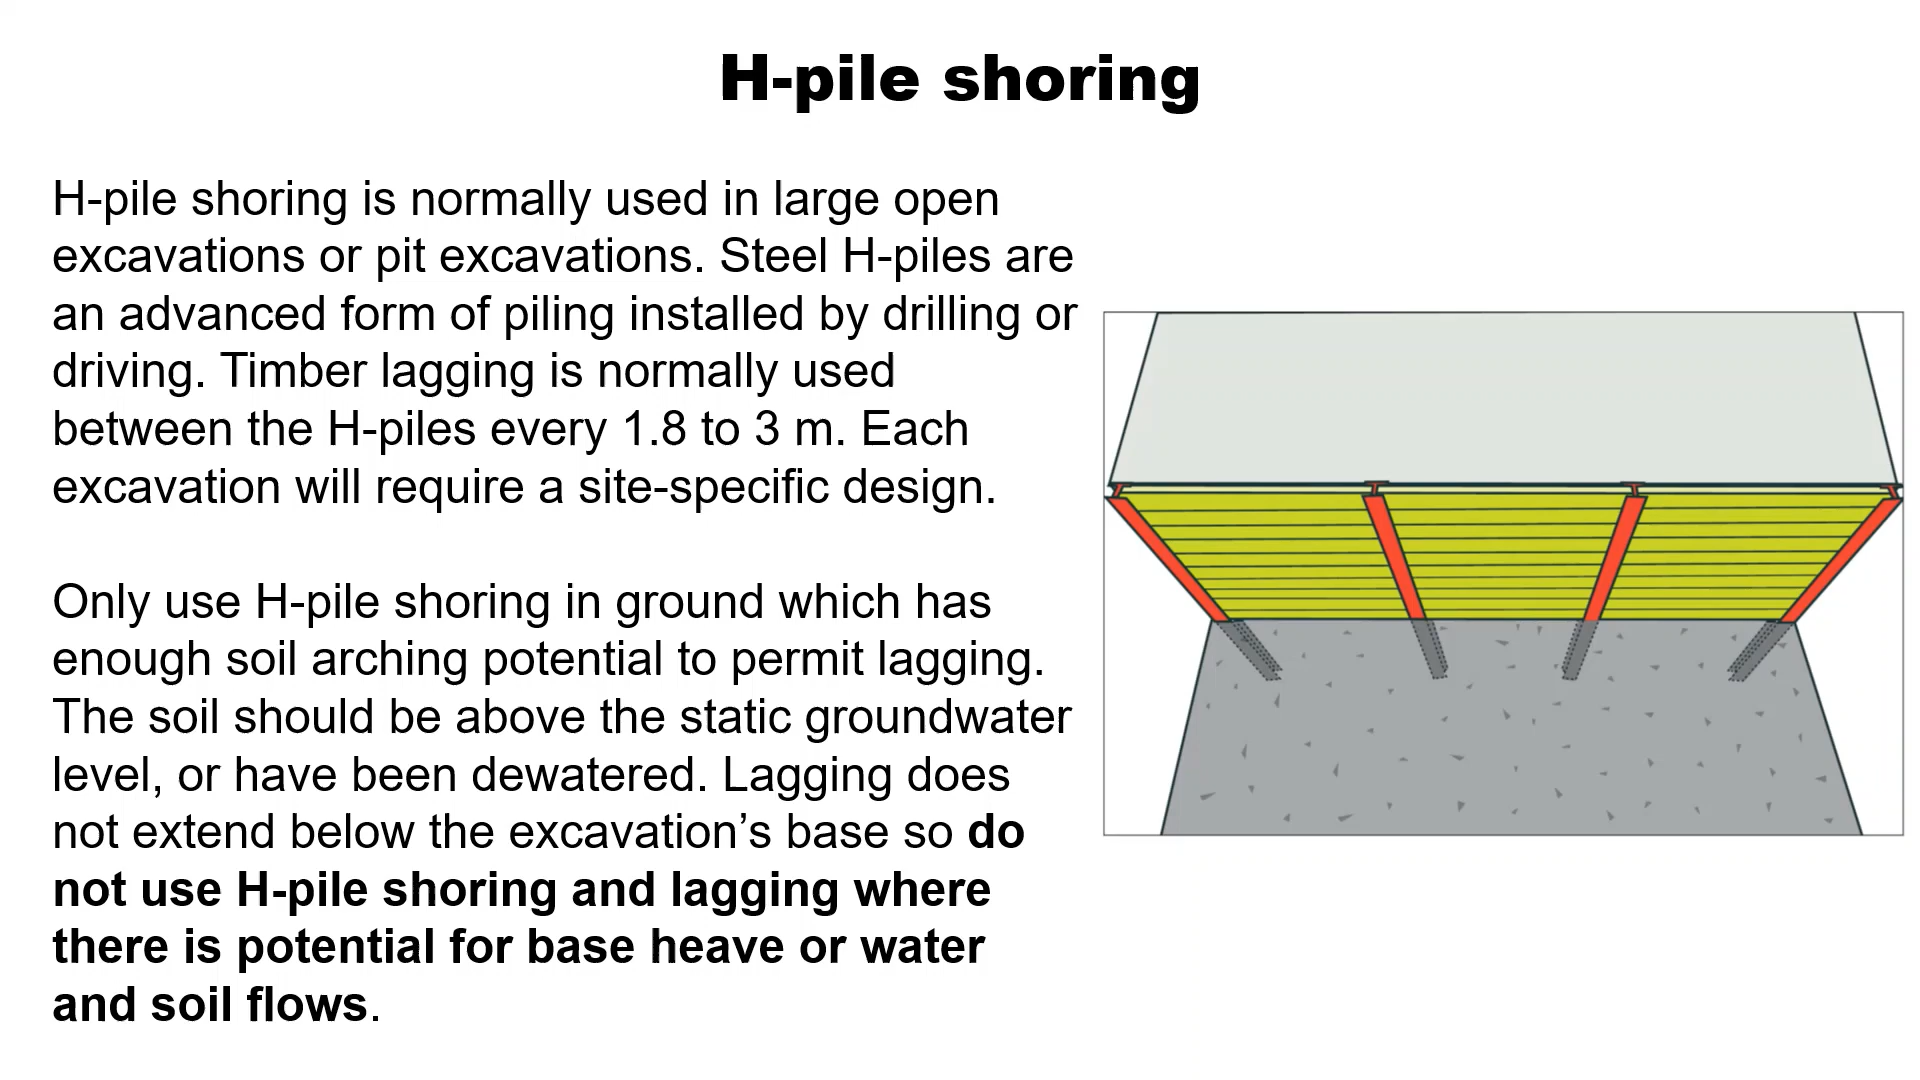 H-pile shoring
H-pile shoring is normally used in large open
excavations or pit excavations. Steel H-piles are
an advanced form of piling installed by drilling or
driving. Timber lagging is normally used
between the H-piles every 1.8 to 3 m. Each
excavation will require a site-specific design.
Only use H-pile shoring in ground which has
enough soil arching potential to permit lagging.
The soil should be above the static groundwater
level, or have been dewatered. Lagging does
not extend below the excavation’s base so do
not use H-pile shoring and lagging where
there is potential for base heave or water
and soil flows.